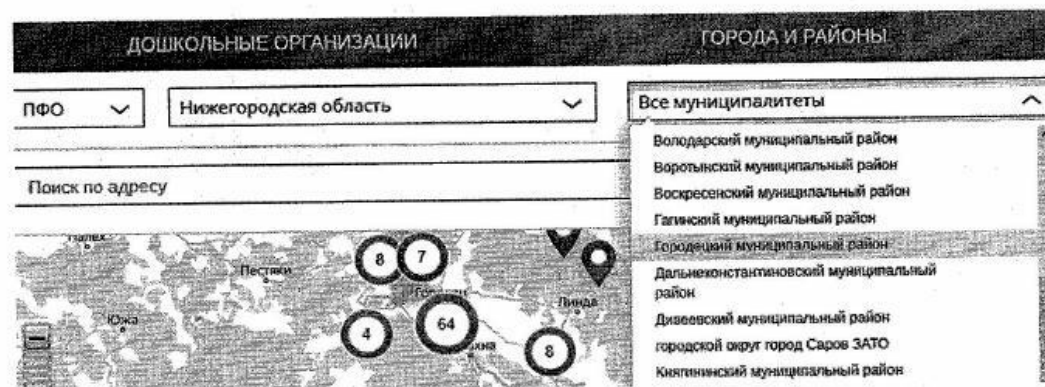 ДОШКОЛЬНЫЕ ОРГАНИЗАЦИИ
ГОРОДА И РАЙОНЫ
ПФО
Нижегородская область
Все муниципалитеты
Володарский муниципальный район
Воротынский муниципальный район
Воскресенский муниципальный район
Гагинский муниципальный район
Городецкий муниципальный район
Дальнеконстантиновский муниципальный
район
Дивеевский муниципальный район
городской округ город Саров ЗАТО
Княгининский муниципальный район
Поиск по адресу
Палех
8
7
Пестяки
Линда
Южа
4
64
8